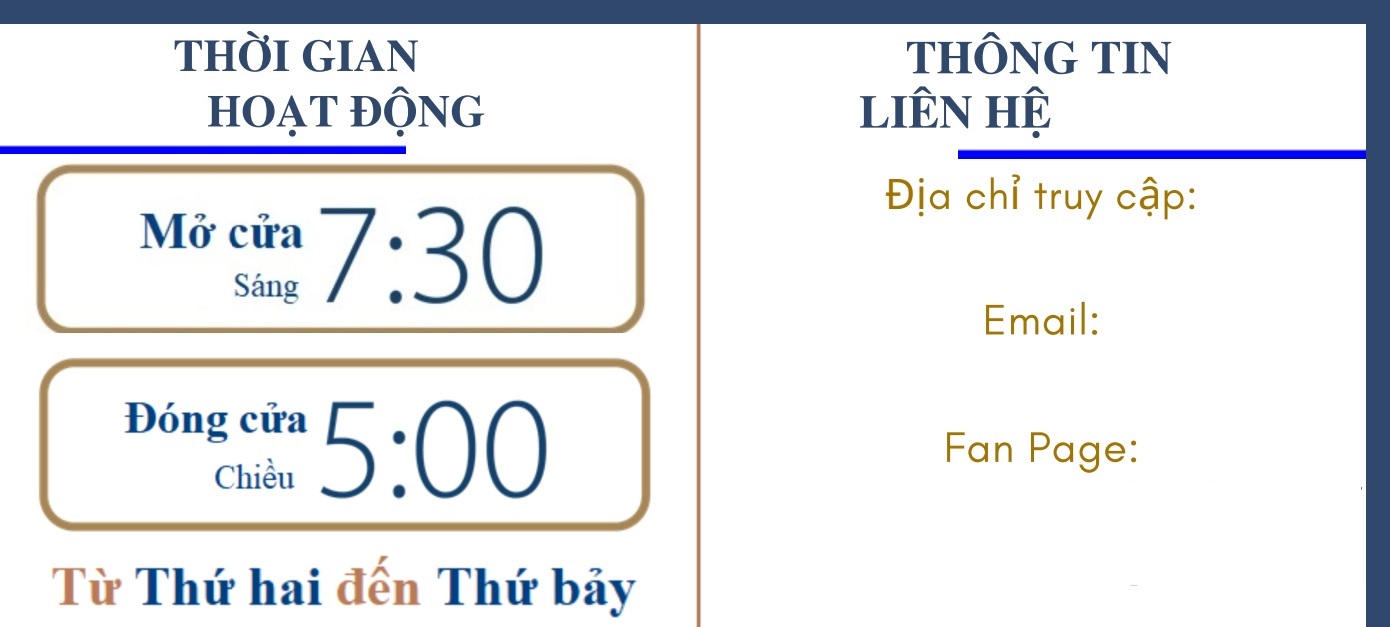 THỜI GIAN
HOẠT ĐỘNG
Mở cửa 7:30
Sáng
Đóng cửa 5:00
Chiều
Từ Thứ hai đến Thứ bảy
THÔNG TIN
LIÊN HỆ
Địa chỉ truy cập:
Email:
Fan Page: